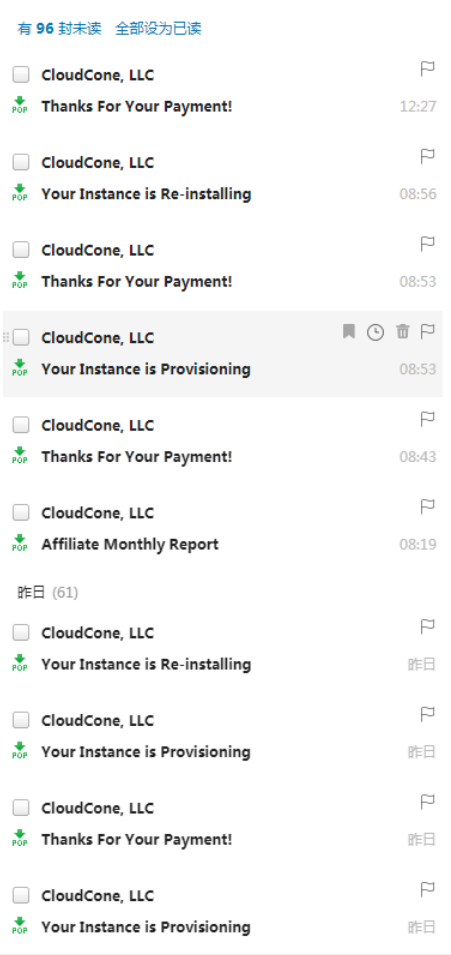 有 96 封未读 全部设为已读
CloudCone, LLC
POP Thanks For Your Payment! 12:27
CloudCone, LLC
POP Your Instance is Re-installing 08:56
CloudCone, LLC
POP Thanks For Your Payment! 08:53
CloudCone, LLC
POP Your Instance is Provisioning 08:53
CloudCone, LLC
POP Thanks For Your Payment! 08:43
CloudCone, LLC
POP Affiliate Monthly Report 08:19
昨日 (61)
CloudCone, LLC
POP Your Instance is Re-installing 昨日
CloudCone, LLC
POP Your Instance is Provisioning 昨日
CloudCone, LLC
POP Thanks For Your Payment! 昨日
CloudCone, LLC
POP Your Instance is Provisioning 昨日